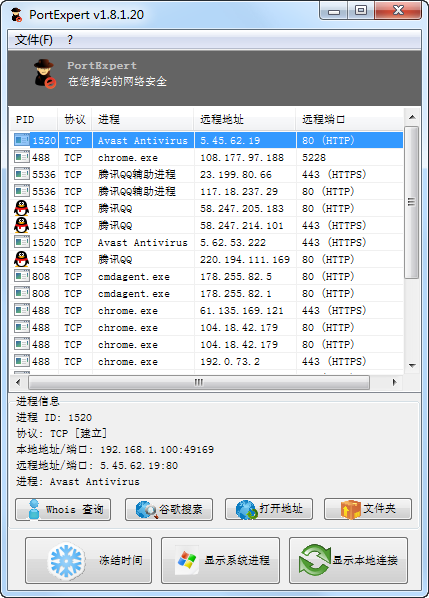 PortExpert v1.8.1.20
文件(F) ?
PortExpert
在您指尖的网络安全
PID 协议 进程 远程地址 远程端口
1520 TCP Avast Antivirus 5.45.62.19 80 (HTTP)
488 TCP chrome.exe 108.177.97.188 5228
5536 TCP 腾讯QQ辅助进程 23.199.80.66 443 (HTTPS)
5536 TCP 腾讯QQ辅助进程 117.18.237.29 80 (HTTP)
1548 TCP 腾讯QQ 58.247.205.183 80 (HTTP)
1548 TCP 腾讯QQ 58.247.214.101 443 (HTTPS)
1520 TCP Avast Antivirus 5.62.53.222 443 (HTTPS)
1548 TCP 腾讯QQ 220.194.111.169 80 (HTTP)
808 TCP cmdagent.exe 178.255.82.5 80 (HTTP)
808 TCP cmdagent.exe 178.255.82.1 80 (HTTP)
488 TCP chrome.exe 61.135.169.121 443 (HTTPS)
488 TCP chrome.exe 104.18.42.179 80 (HTTP)
488 TCP chrome.exe 104.18.42.179 80 (HTTP)
488 TCP chrome.exe 192.0.73.2 443 (HTTPS)
进程信息
进程 ID: 1520
协议: TCP [建立]
本地地址/端口: 192.168.1.100:49169
远程地址/端口: 5.45.62.19:80
进程: Avast Antivirus
Whois 查询 谷歌搜索 打开地址 文件夹
冻结时间 显示系统进程 显示本地连接